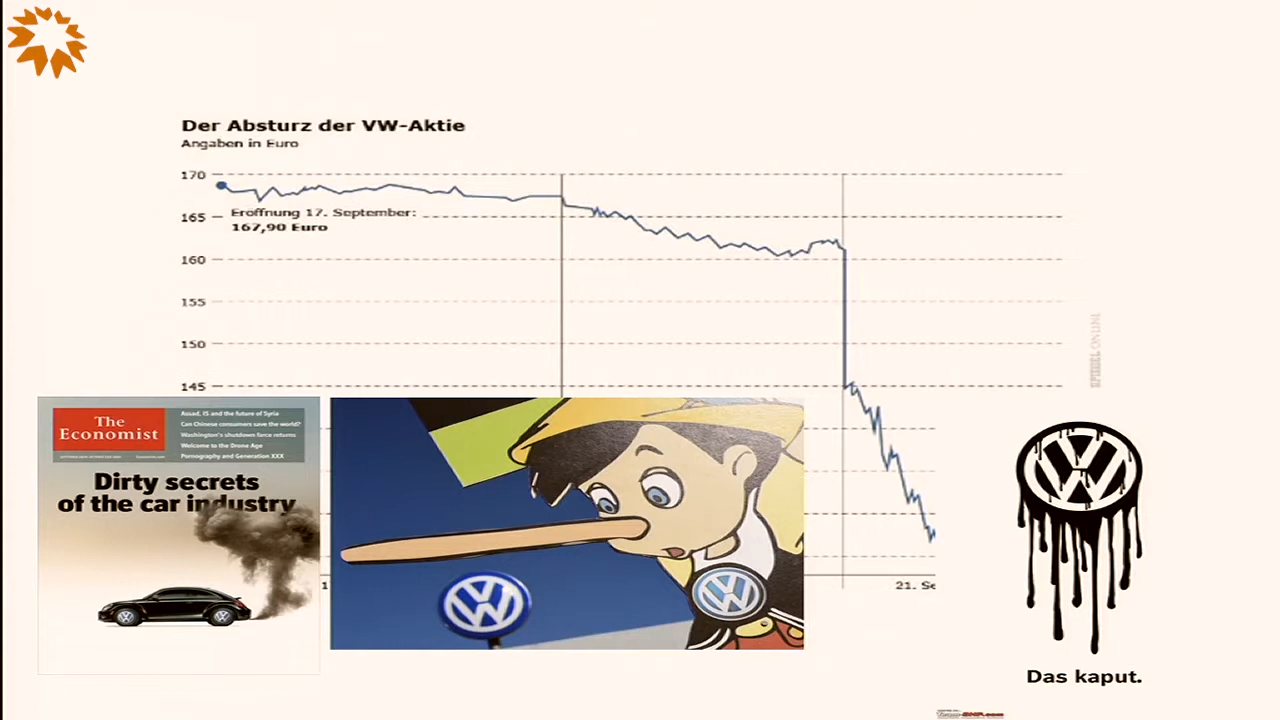 Der Absturz der VW-Aktie
Angaben in Euro
170
165
Eröffnung 17. September:
167,90 Euro
160
155
150
145
SPIEGEL ONLINE
The
Economist
Assad, IS and the future of Syria
Can Chinese consumers save the world?
Washington's shutdown farce returns
Welcome to the Drone Age
Pornography and Generation XXX
Dirty secrets
of the car industry
1
21. Se
Das kaput.